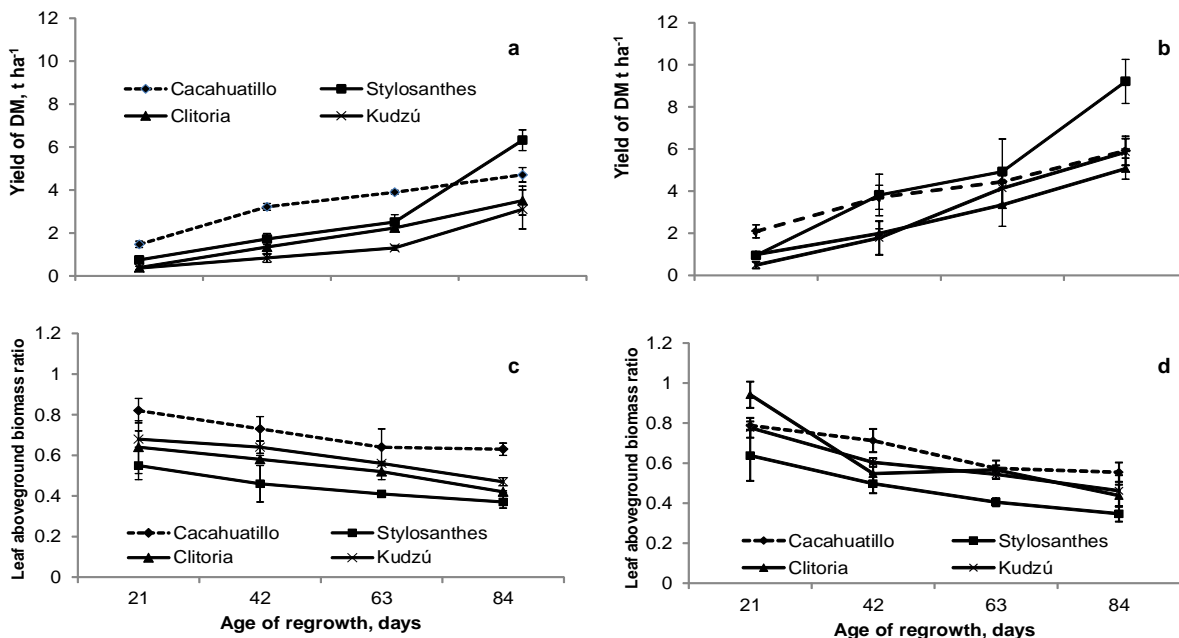 a
Yield of DM, t ha⁻¹
12
10
8
6
4
2
0
Cacahuatillo
Stylosanthes
Clitoria
Kudzú
b
Yield of DM t ha⁻¹
12
10
8
6
4
2
0
c
Leaf aboveground biomass ratio
1.2
1
0.8
0.6
0.4
0.2
0
Cacahuatillo
Stylosanthes
Clitoria
Kudzú
21 42 63 84
Age of regrowth, days
d
Leaf aboveground biomass ratio
1.2
1
0.8
0.6
0.4
0.2
0
Cacahuatillo
Stylosanthes
Clitoria
Kudzú
21 42 63 84
Age of regrowth, days